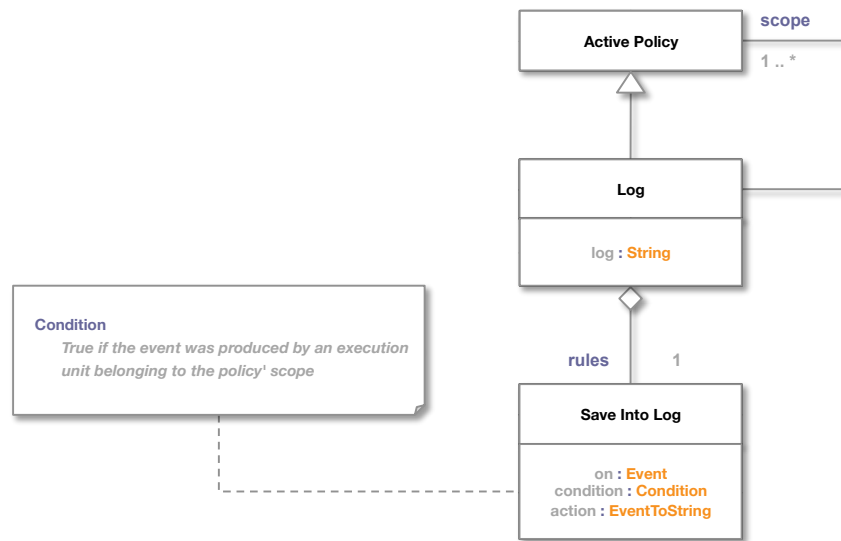 Active Policy
scope
1 .. *
Log
log : String
Condition
True if the event was produced by an execution
unit belonging to the policy' scope
rules
1
Save Into Log
on : Event
condition : Condition
action : EventToString